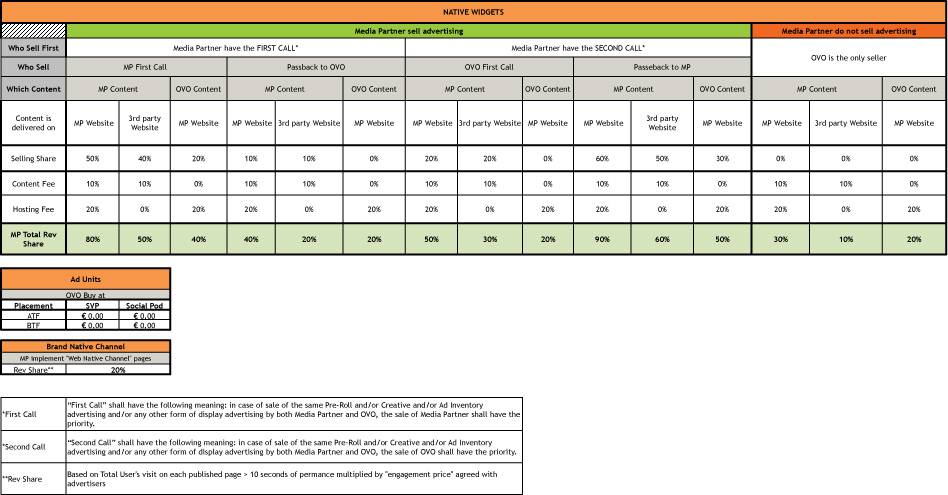 NATIVE WIDGETS
Media Partner sell advertising Media Partner do not sell advertising
Who Sell First Media Partner have the FIRST CALL* Media Partner have the SECOND CALL* OVO is the only seller
Who Sell MP First Call Passback to OVO OVO First Call Passeback to MP
Which Content MP Content OVO Content MP Content OVO Content MP Content OVO Content MP Content OVO Content MP Content OVO Content
Content is delivered on MP Website 3rd party Website MP Website MP Website 3rd party Website MP Website MP Website 3rd party Website MP Website MP Website 3rd party Website MP Website MP Website 3rd party Website MP Website
Selling Share 50% 40% 20% 10% 10% 0% 20% 20% 0% 60% 50% 30% 0% 0% 0%
Content Fee 10% 10% 0% 10% 10% 0% 10% 10% 0% 10% 10% 0% 10% 10% 0%
Hosting Fee 20% 0% 20% 20% 0% 20% 20% 0% 20% 20% 0% 20% 20% 0% 20%
MP Total Rev Share 80% 50% 40% 40% 20% 20% 50% 30% 20% 90% 60% 50% 30% 10% 20%
Ad Units
OVO Buy at
Placement SVP Social Pod
ATF € 0,00 € 0,00
BTF € 0,00 € 0,00
Brand Native Channel
MP implement "Web Native Channel" pages
Rev Share** 20%
*First Call
“First Call” shall have the following meaning: in case of sale of the same Pre-Roll and/or Creative and/or Ad Inventory
advertising and/or any other form of display advertising by both Media Partner and OVO, the sale of Media Partner shall have the
priority.
*Second Call
“Second Call” shall have the following meaning: in case of sale of the same Pre-Roll and/or Creative and/or Ad Inventory
advertising and/or any other form of display advertising by both Media Partner and OVO, the sale of OVO shall have the priority.
**Rev Share
Based on Total User's visit on each published page > 10 seconds of permance multiplied by "engagement price" agreed with
advertisers